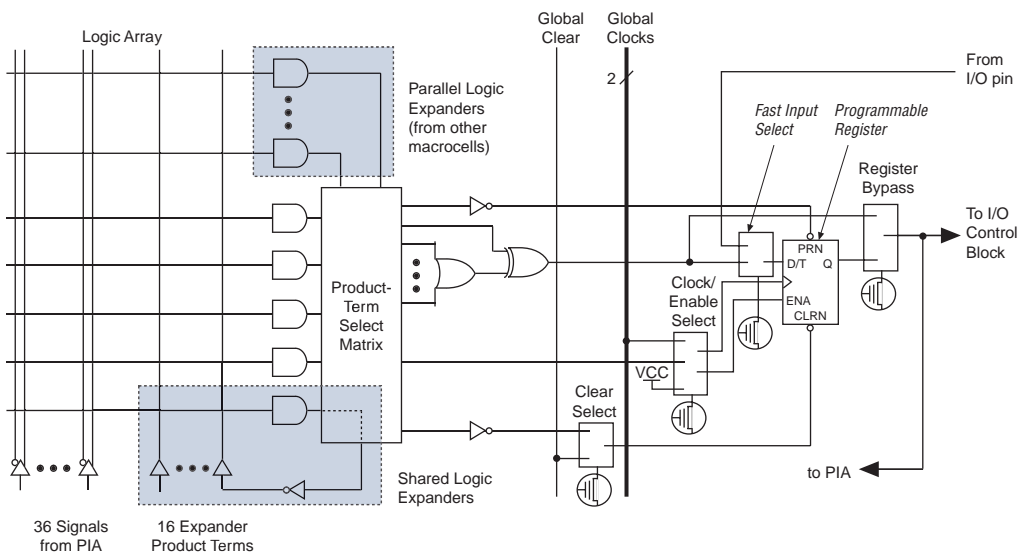 Logic Array
Global
Clear
Global
Clocks
2
From
I/O pin
Parallel Logic
Expanders
(from other
macrocells)
Fast Input
Select
Programmable
Register
Register
Bypass
To I/O
Control
Block
Product-
Term
Select
Matrix
PRN
D/T Q
ENA
CLRN
Clock/
Enable
Select
VCC
Clear
Select
Shared Logic
Expanders
to PIA
36 Signals
from PIA
16 Expander
Product Terms